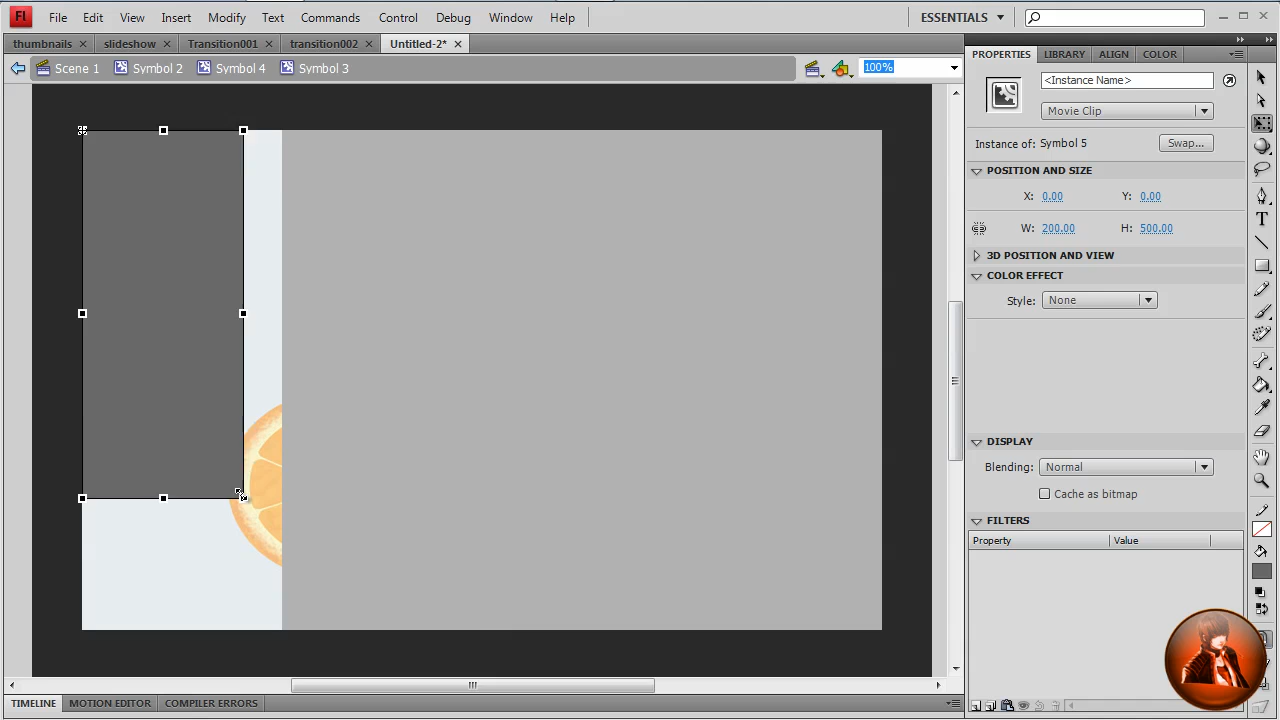 Fl File Edit View Insert Modify Text Commands Control Debug Window Help ESSENTIALS
thumbnails slideshow Transition001 transition002 Untitled-2*
Scene 1 Symbol 2 Symbol 4 Symbol 3 100%
PROPERTIES LIBRARY ALIGN COLOR
<Instance Name>
Movie Clip
Instance of: Symbol 5 Swap...
POSITION AND SIZE
X: 0.00 Y: 0.00
W: 200.00 H: 500.00
3D POSITION AND VIEW
COLOR EFFECT
Style: None
DISPLAY
Blending: Normal
Cache as bitmap
FILTERS
Property Value
T
TIMELINE MOTION EDITOR COMPILER ERRORS